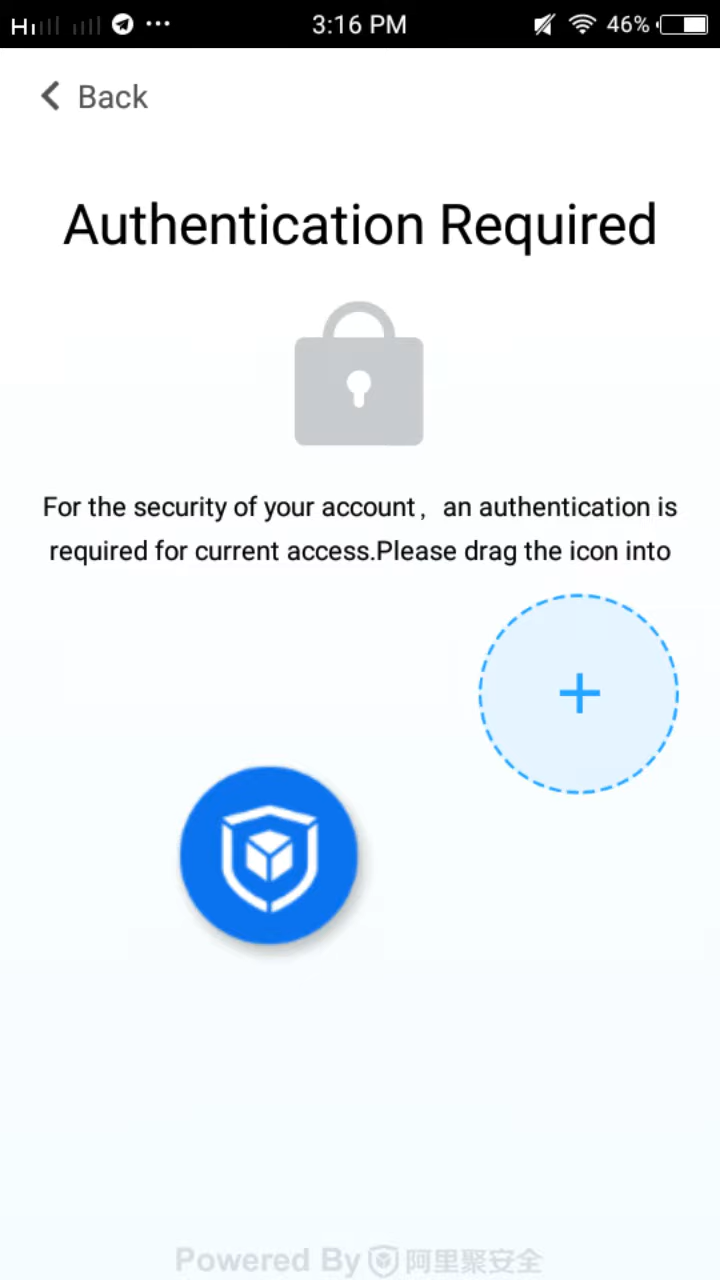 3:16 PM
46%
Back
Authentication Required
For the security of your account，an authentication is
required for current access.Please drag the icon into
Powered By 阿里聚安全